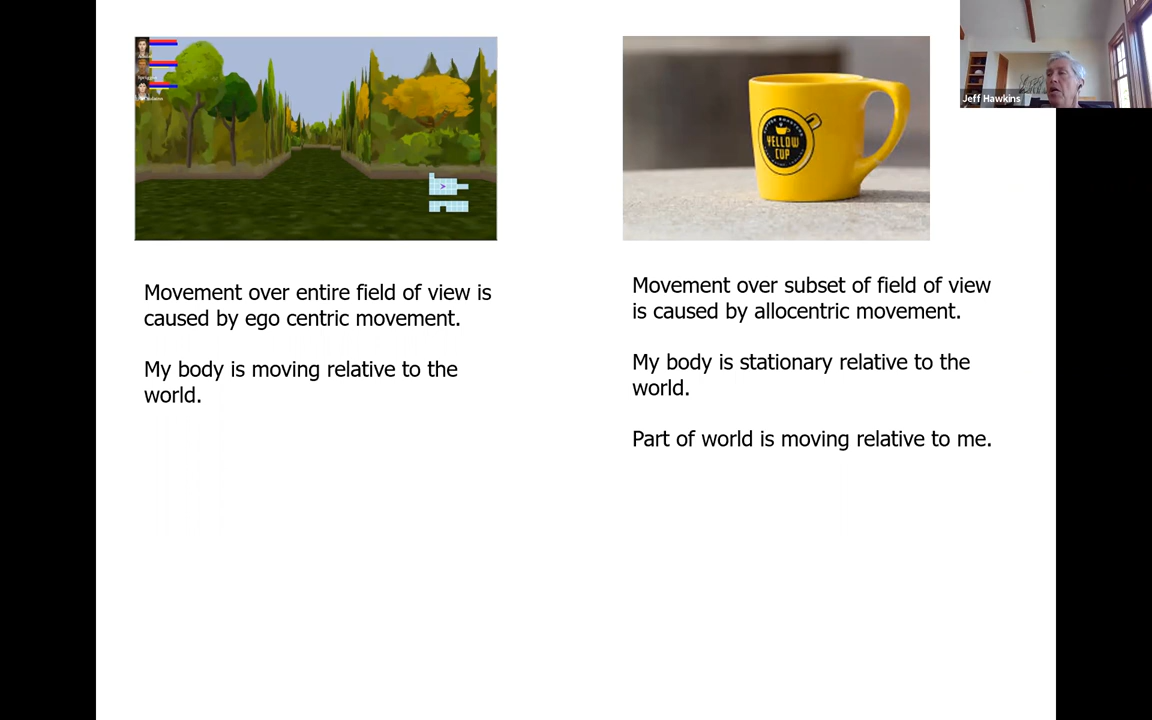 Movement over entire field of view is
caused by ego centric movement.
My body is moving relative to the
world.
COFFEE ROASTERS
YELLOW
CUP
Movement over subset of field of view
is caused by allocentric movement.
My body is stationary relative to the
world.
Part of world is moving relative to me.
Jeff Hawkins